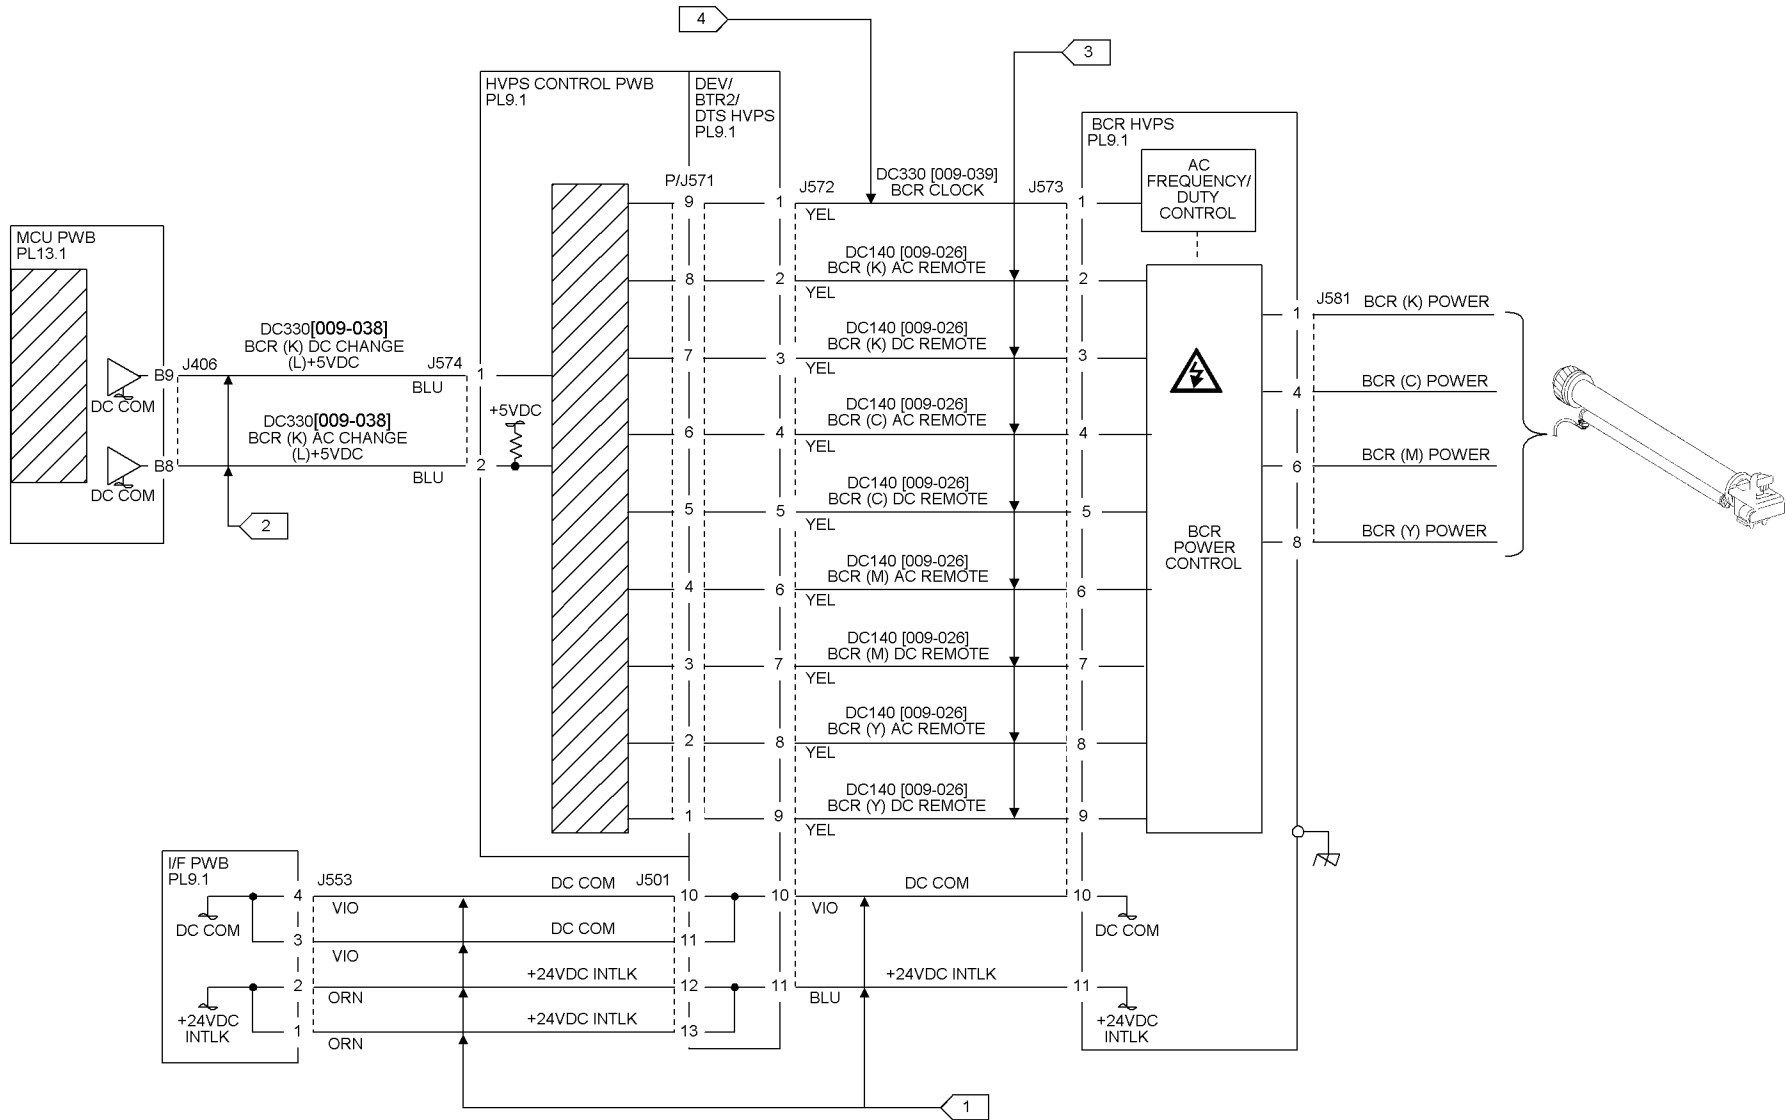 4
3
HVPS CONTROL PWB
PL9.1
DEV/
BTR2/
DTS HVPS
PL9.1
BCR HVPS
PL9.1
AC
FREQUENCY/
DUTY
CONTROL
P/J571
J572
DC330 [009-039]
BCR CLOCK
J573
9
1
YEL
1
MCU PWB
PL13.1
DC140 [009-026]
BCR (K) AC REMOTE
8
2
YEL
2
J581
BCR (K) POWER
1
DC330[009-038]
BCR (K) DC CHANGE
(L)+5VDC
DC140 [009-026]
BCR (K) DC REMOTE
7
3
YEL
3
B9
J406
J574
1
BLU
DC COM
BCR (C) POWER
4
+5VDC
DC330[009-038]
BCR (K) AC CHANGE
(L)+5VDC
DC140 [009-026]
BCR (C) AC REMOTE
6
4
YEL
4
B8
2
BLU
DC COM
BCR (M) POWER
6
DC140 [009-026]
BCR (C) DC REMOTE
5
5
YEL
5
2
BCR
POWER
CONTROL
BCR (Y) POWER
8
DC140 [009-026]
BCR (M) AC REMOTE
4
6
YEL
6
DC140 [009-026]
BCR (M) DC REMOTE
3
7
YEL
7
DC140 [009-026]
BCR (Y) AC REMOTE
2
8
YEL
8
DC140 [009-026]
BCR (Y) DC REMOTE
1
9
YEL
9
I/F PWB
PL9.1
4
J553
DC COM
J501
10
10
DC COM
10
VIO
VIO
DC COM
DC COM
3
DC COM
11
VIO
2
+24VDC INTLK
12
11
+24VDC INTLK
11
ORN
BLU
+24VDC
INTLK
+24VDC
INTLK
1
+24VDC INTLK
13
ORN
1